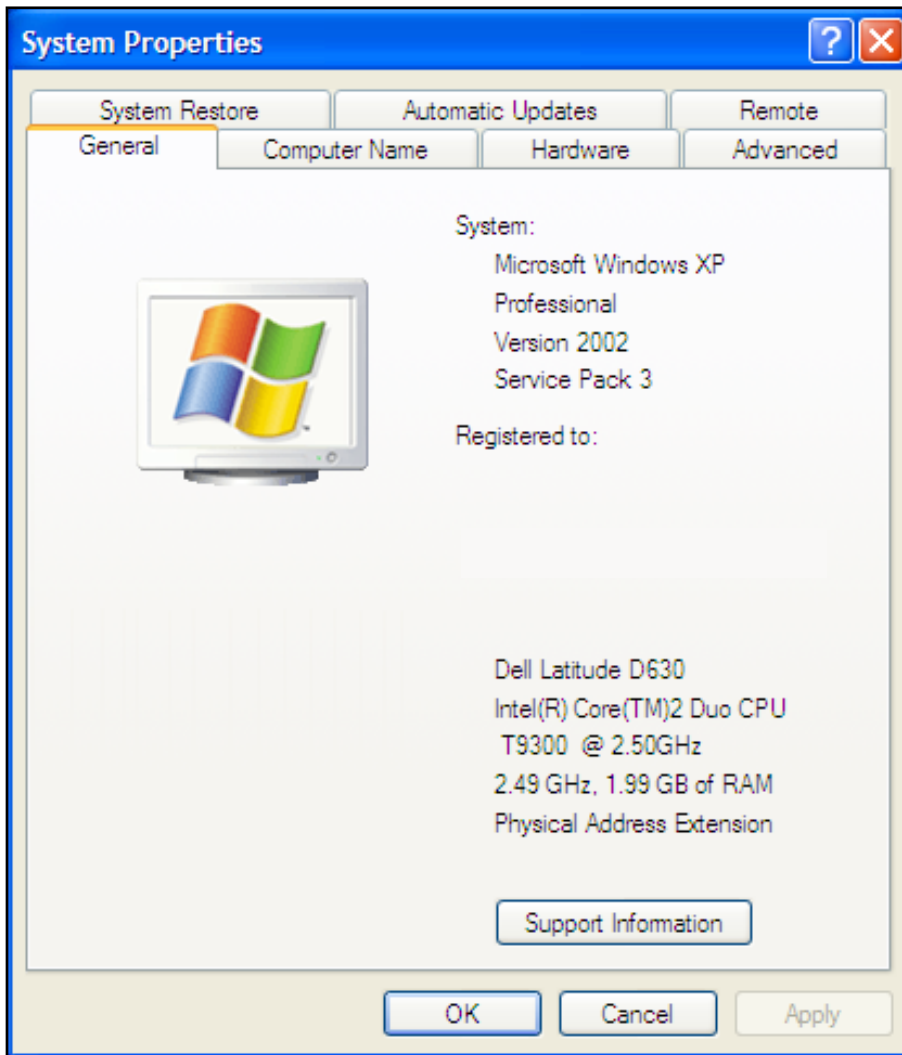 System Properties
System Restore Automatic Updates Remote
General Computer Name Hardware Advanced
System:
Microsoft Windows XP
Professional
Version 2002
Service Pack 3
Registered to:
Dell Latitude D630
Intel(R) Core(TM)2 Duo CPU
T9300 @ 2.50GHz
2.49 GHz, 1.99 GB of RAM
Physical Address Extension
Support Information
OK Cancel Apply